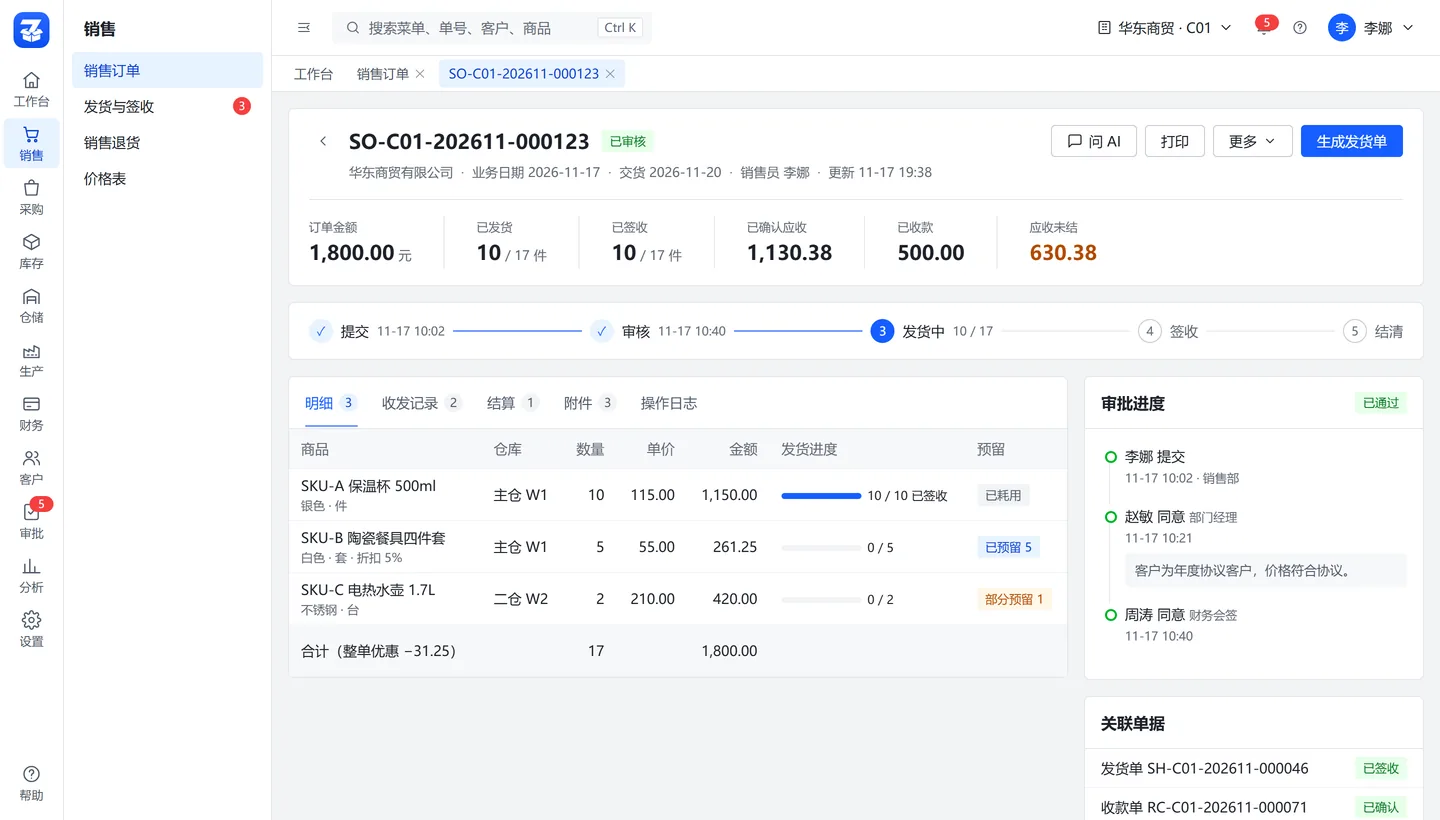 工作台
销售
采购
库存
仓储
生产
财务
客户
5
审批
分析
设置
帮助
销售
销售订单
发货与签收 3
销售退货
价格表
搜索菜单、单号、客户、商品 Ctrl K
华东商贸 · C01
5
李 李娜
工作台 销售订单 SO-C01-202611-000123
SO-C01-202611-000123 已审核
问 AI 打印 更多 生成发货单
华东商贸有限公司 · 业务日期 2026-11-17 · 交货 2026-11-20 · 销售员 李娜 · 更新 11-17 19:38
订单金额 已发货 已签收 已确认应收 已收款 应收未结
1,800.00 元 10 / 17 件 10 / 17 件 1,130.38 500.00 630.38
提交 11-17 10:02 审核 11-17 10:40 3 发货中 10 / 17 4 签收 5 结清
明细 3 收发记录 2 结算 1 附件 3 操作日志
商品 仓库 数量 单价 金额 发货进度 预留
SKU-A 保温杯 500ml
银色 · 件
主仓 W1 10 115.00 1,150.00 10 / 10 已签收 已耗用
SKU-B 陶瓷餐具四件套
白色 · 套 · 折扣 5%
主仓 W1 5 55.00 261.25 0 / 5 已预留 5
SKU-C 电热水壶 1.7L
不锈钢 · 台
二仓 W2 2 210.00 420.00 0 / 2 部分预留 1
合计（整单优惠 −31.25） 17 1,800.00
审批进度 已通过
李娜 提交
11-17 10:02 · 销售部
赵敏 同意 部门经理
11-17 10:21
客户为年度协议客户，价格符合协议。
周涛 同意 财务会签
11-17 10:40
关联单据
发货单 SH-C01-202611-000046 已签收
收款单 RC-C01-202611-000071 已确认